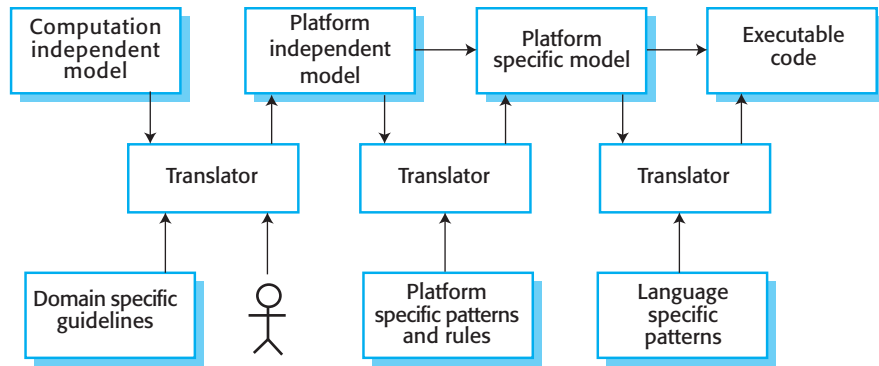 Computation
independent
model
Platform
independent
model
Platform
specific model
Executable
code
Translator
Translator
Translator
Domain specific
guidelines
Platform
specific patterns
and rules
Language
specific
patterns